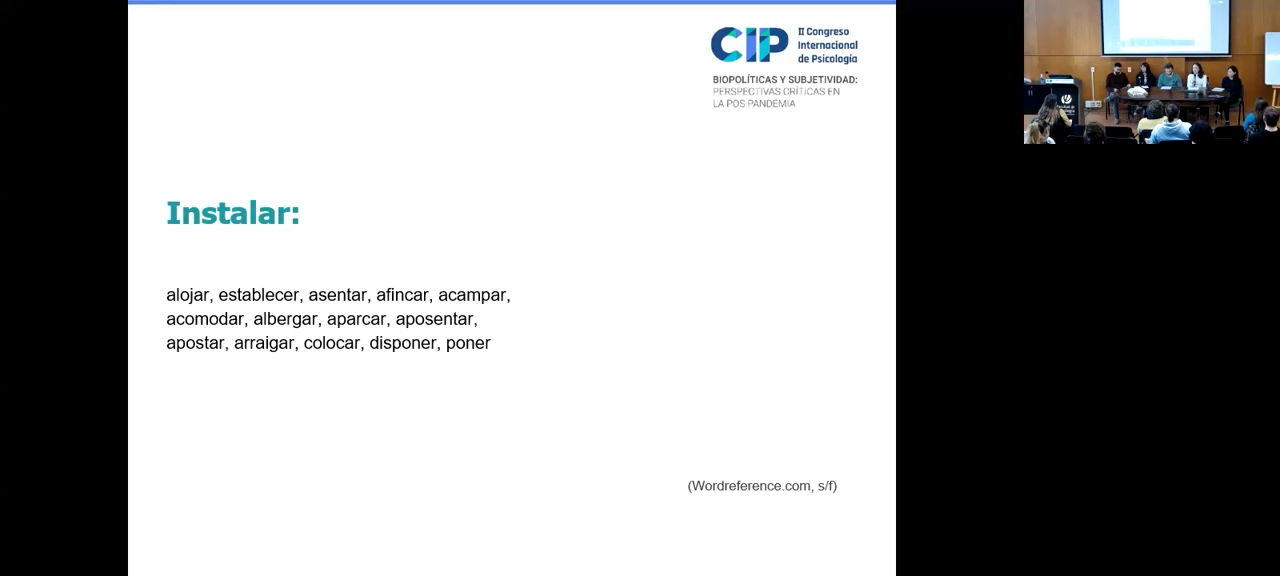 CIP
II Congreso
Internacional
de Psicología
BIOPOLÍTICAS Y SUBJETIVIDAD:
PERSPECTIVAS CRÍTICAS EN
LA POS PANDEMIA
Instalar:
alojar, establecer, asentar, afincar, acampar,
acomodar, albergar, aparcar, aposentar,
apostar, arraigar, colocar, disponer, poner
(Wordreference.com, s/f)